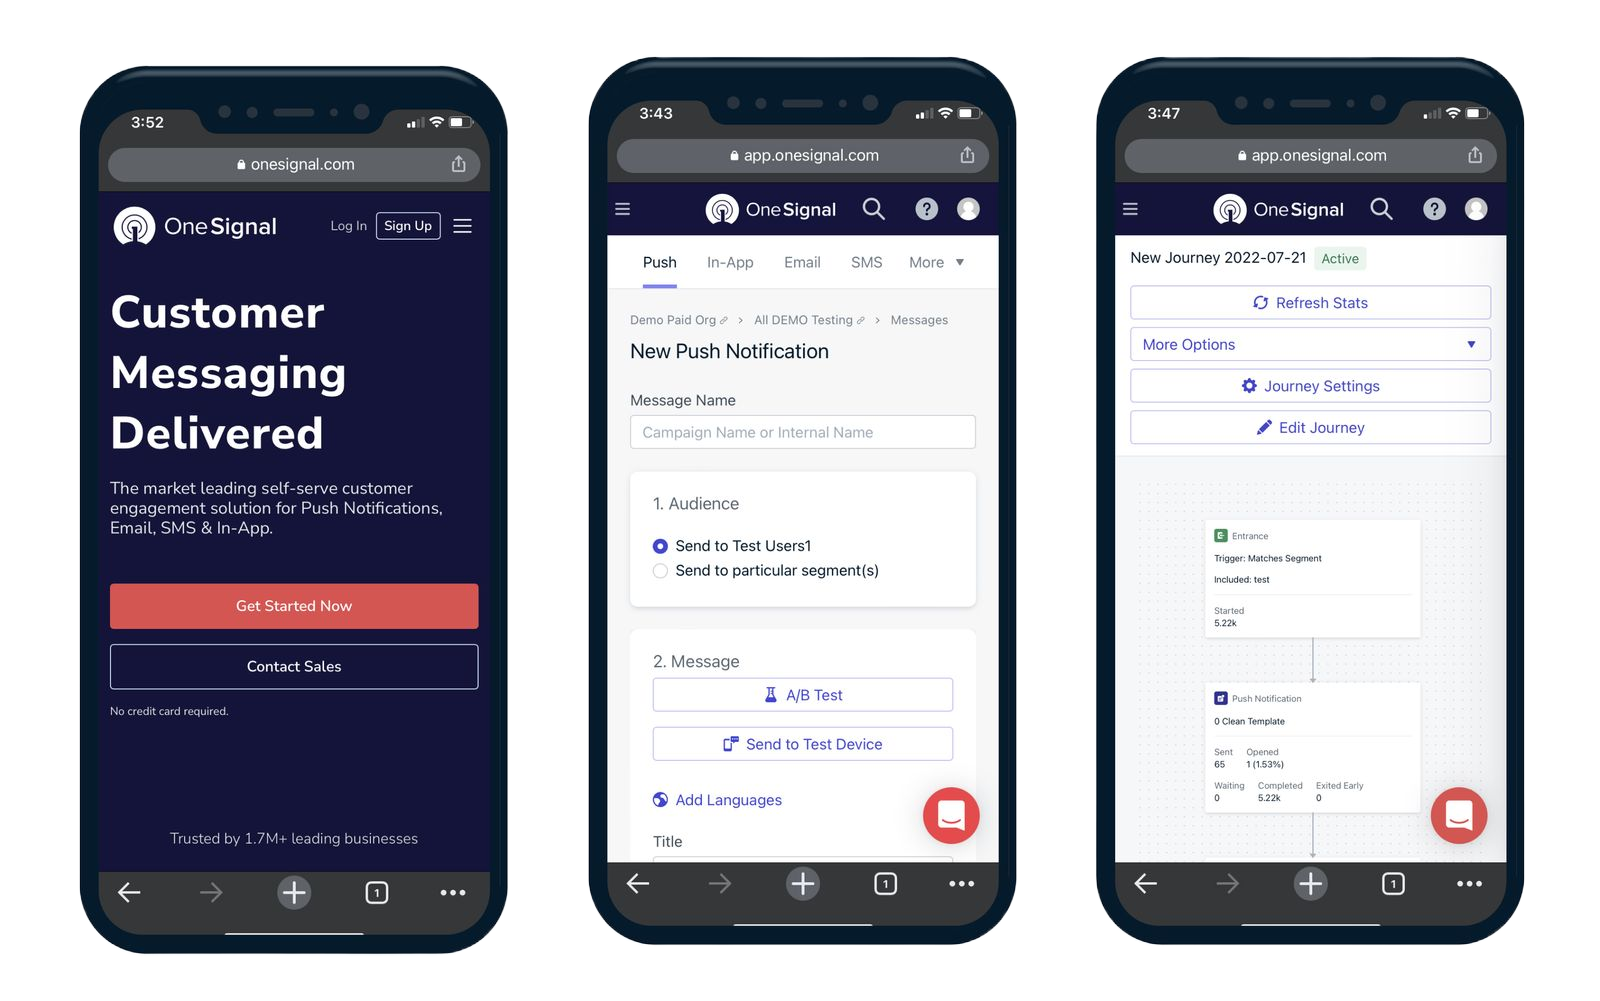 3:52
onesignal.com
OneSignal Log In Sign Up
Customer
Messaging
Delivered
The market leading self-serve customer
engagement solution for Push Notifications,
Email, SMS & In-App.
Get Started Now
Contact Sales
No credit card required.
Trusted by 1.7M+ leading businesses
1
3:43
app.onesignal.com
OneSignal ?
Push In-App Email SMS More
Demo Paid Org > All DEMO Testing > Messages
New Push Notification
Message Name
Campaign Name or Internal Name
1. Audience
Send to Test Users1
Send to particular segment(s)
2. Message
A/B Test
Send to Test Device
Add Languages
Title
1
3:47
app.onesignal.com
OneSignal ?
New Journey 2022-07-21 Active
Refresh Stats
More Options
Journey Settings
Edit Journey
Entrance
Trigger: Matches Segment
Included: test
Started
5.22k
Push Notification
0 Clean Template
Sent Opened
65 1 (1.53%)
Waiting Completed Exited Early
0 5.22k 0
1